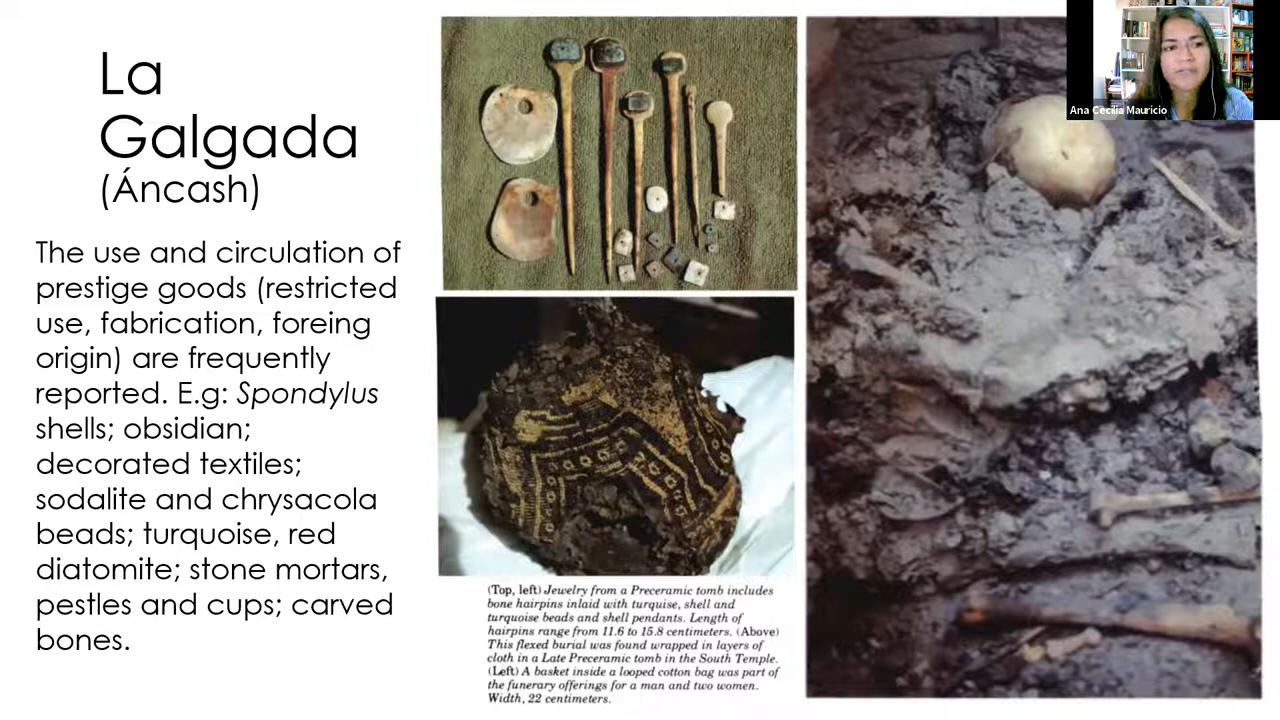 La
Galgada
(Áncash)
The use and circulation of
prestige goods (restricted
use, fabrication, foreing
origin) are frequently
reported. E.g: Spondylus
shells; obsidian;
decorated textiles;
sodalite and chrysacola
beads; turquoise, red
diatomite; stone mortars,
pestles and cups; carved
bones.
(Top, left) Jewelry from a Preceramic tomb includes
bone hairpins inlaid with turquise, shell and
turquoise beads and shell pendants. Length of
hairpins range from 11.6 to 15.8 centimeters. (Above)
This flexed burial was found wrapped in layers of
cloth in a Late Preceramic tomb in the South Temple.
(Left) A basket inside a looped cotton bag was part of
the funerary offerings for a man and two women.
Width, 22 centimeters.
Ana Cecilia Mauricio